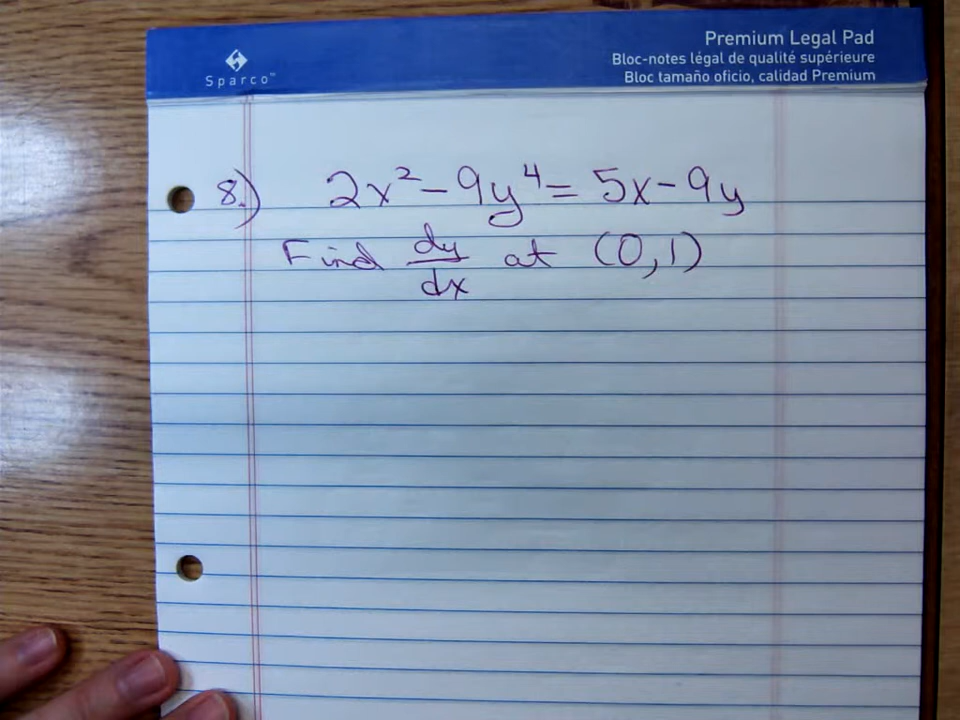 Premium Legal Pad
Bloc-notes légal de qualité supérieure
Sparco™
Bloc tamaño oficio, calidad Premium
8.) 2x² - 9y⁴ = 5x - 9y
Find dy/dx at (0,1)